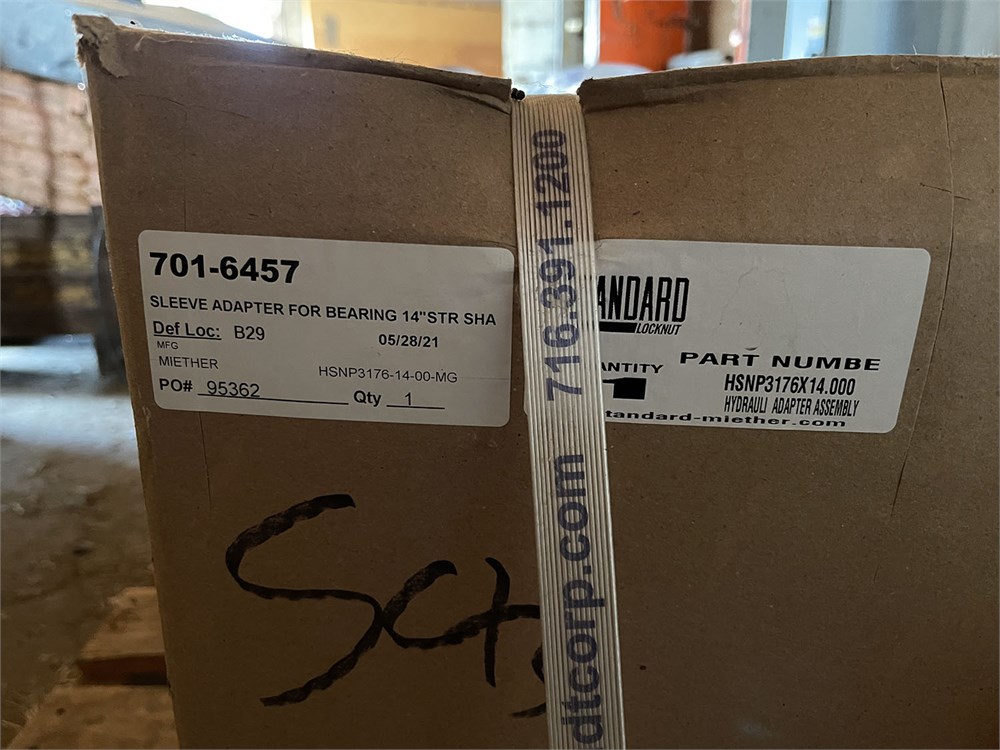 701-6457
SLEEVE ADAPTER FOR BEARING 14"STR SHA
Def Loc: B29
05/28/21
MFG
MIETHER
HSNP3176-14-00-MG
PO# 95362 Qty 1
ANDARD
LOCKNUT
ANTITY
1
PART NUMBE
HSNP3176X14.000
HYDRAULI ADAPTER ASSEMBLY
tandard-miether.com
dtcorp.com 716.391.1200